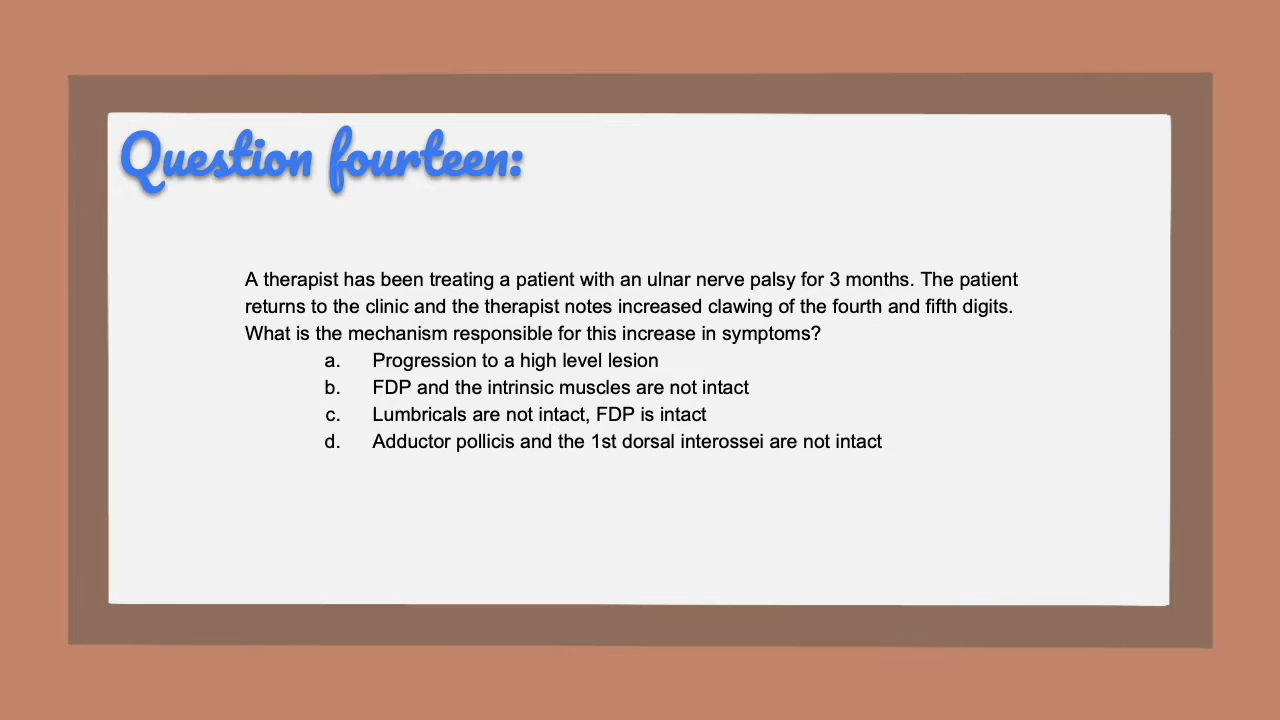 Question fourteen:
A therapist has been treating a patient with an ulnar nerve palsy for 3 months. The patient
returns to the clinic and the therapist notes increased clawing of the fourth and fifth digits.
What is the mechanism responsible for this increase in symptoms?
a. Progression to a high level lesion
b. FDP and the intrinsic muscles are not intact
c. Lumbricals are not intact, FDP is intact
d. Adductor pollicis and the 1st dorsal interossei are not intact